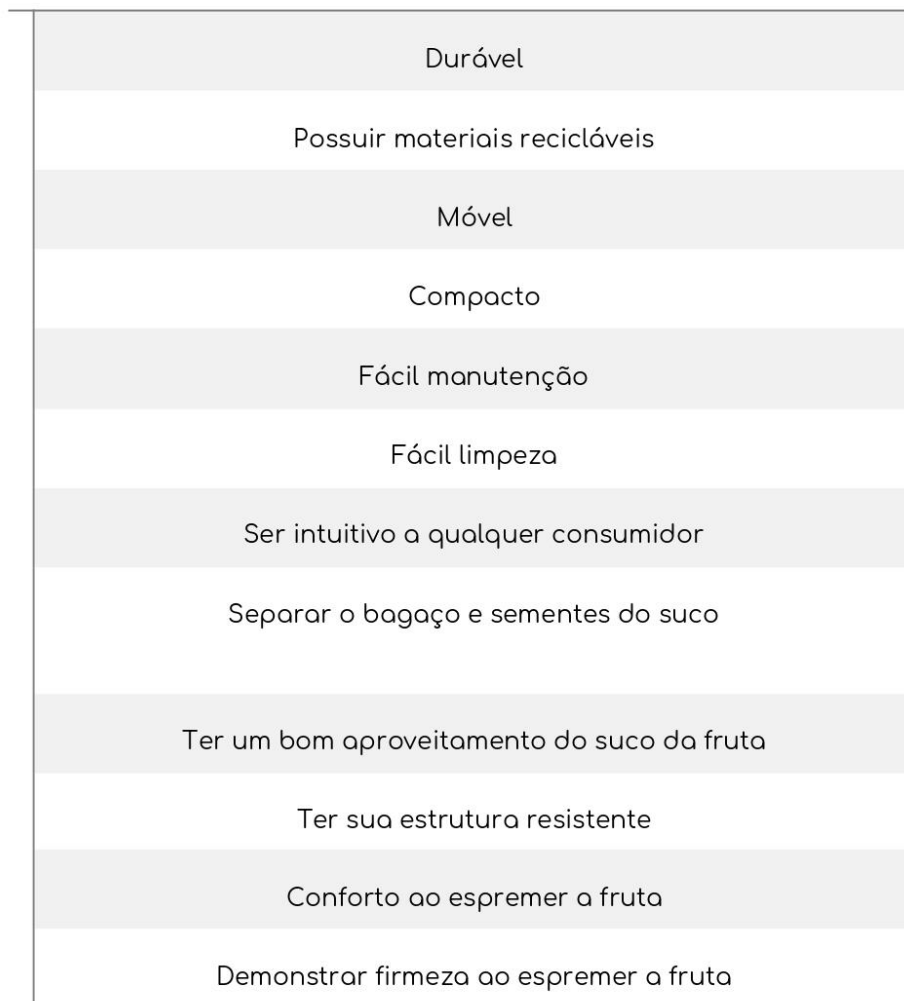 Durável
Possuir materiais recicláveis
Móvel
Compacto
Fácil manutenção
Fácil limpeza
Ser intuitivo a qualquer consumidor
Separar o bagaço e sementes do suco
Ter um bom aproveitamento do suco da fruta
Ter sua estrutura resistente
Conforto ao espremer a fruta
Demonstrar firmeza ao espremer a fruta